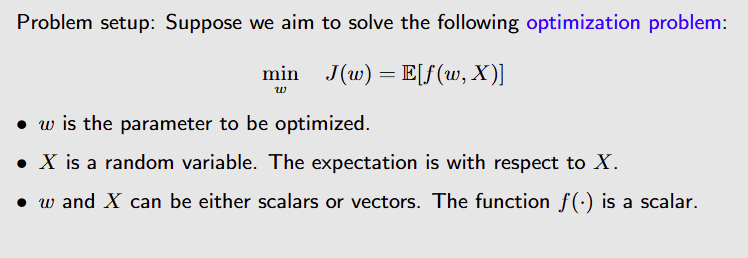 Problem setup: Suppose we aim to solve the following optimization problem:
min_w J(w) = 𝔼[f(w, X)]
• w is the parameter to be optimized.
• X is a random variable. The expectation is with respect to X.
• w and X can be either scalars or vectors. The function f(·) is a scalar.